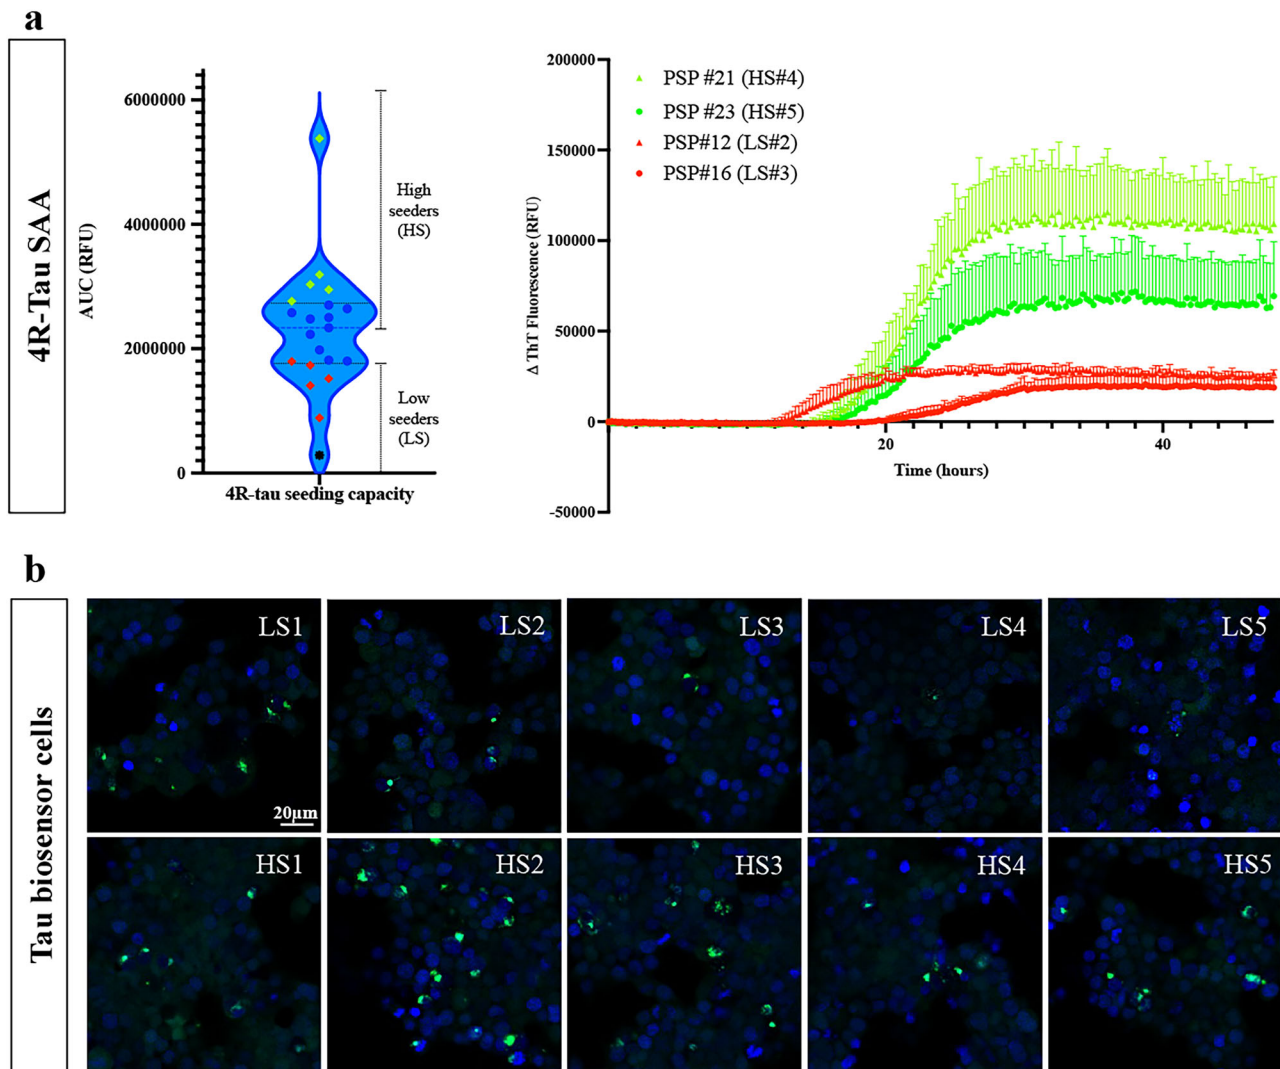 a
4R-Tau SAA
AUC (RFU)
6000000
4000000
2000000
0
High
seeders
(HS)
Low
seeders
(LS)
4R-tau seeding capacity
Δ ThT Fluorescence (RFU)
200000
150000
100000
50000
0
-50000
PSP #21 (HS#4)
PSP #23 (HS#5)
PSP#12 (LS#2)
PSP#16 (LS#3)
20
40
Time (hours)
b
Tau biosensor cells
LS1
LS2
LS3
LS4
LS5
20μm
HS1
HS2
HS3
HS4
HS5